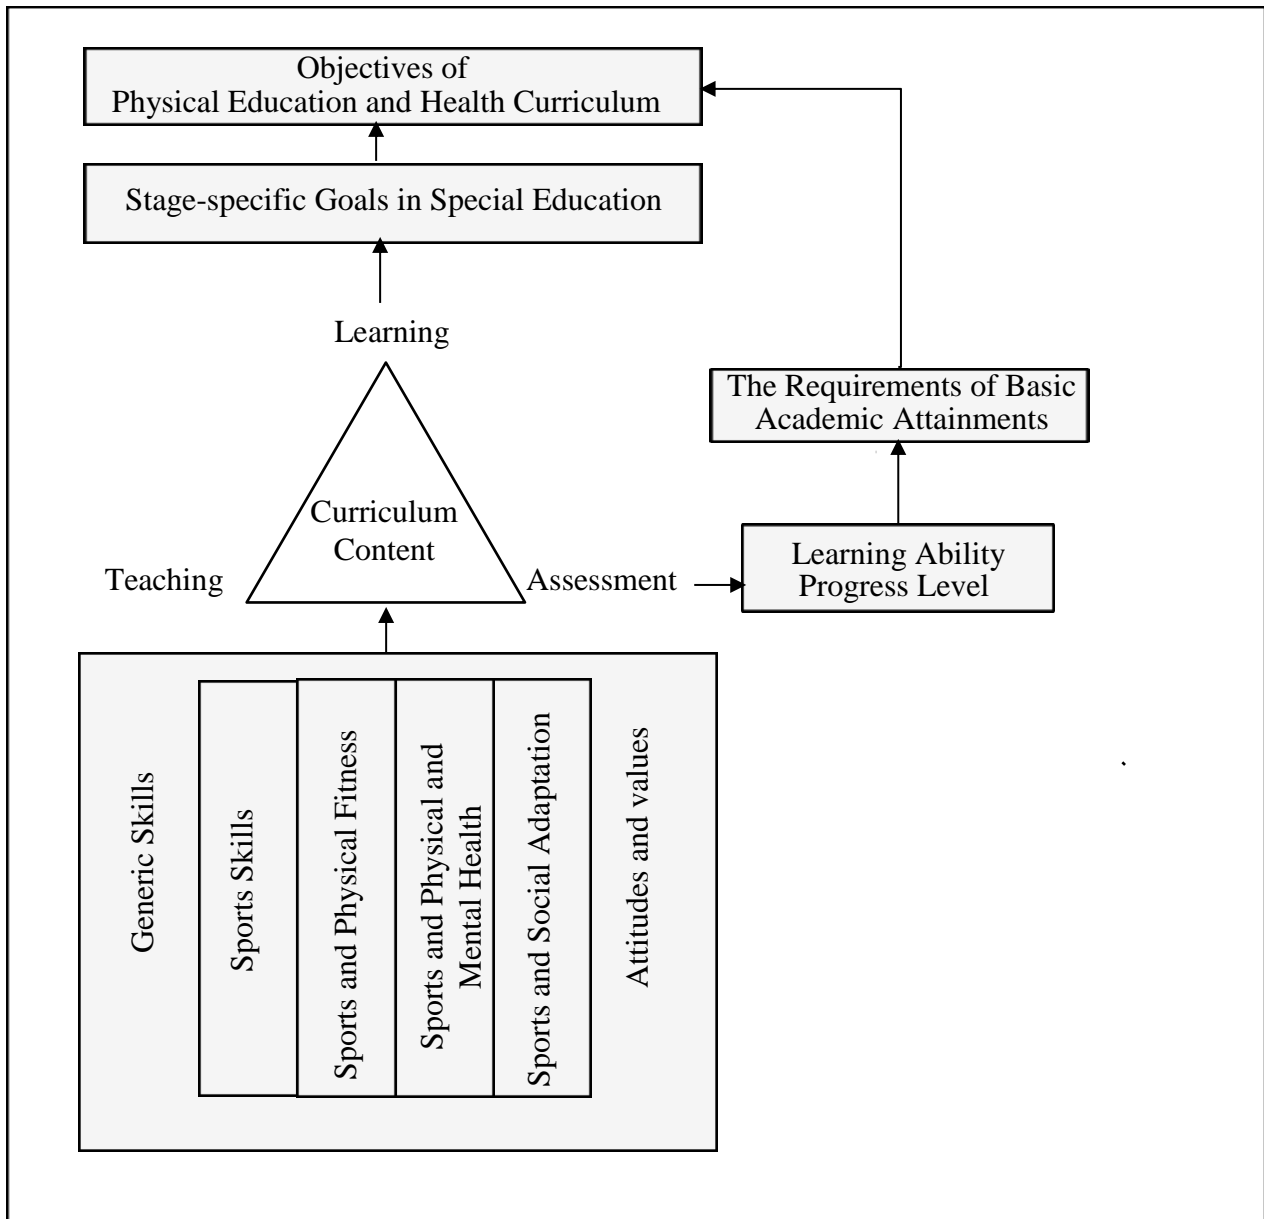 Objectives of
Physical Education and Health Curriculum
Stage-specific Goals in Special Education
Learning
The Requirements of Basic
Academic Attainments
Curriculum
Content
Teaching
Assessment
Learning Ability
Progress Level
Generic Skills
Sports Skills
Sports and Physical Fitness
Sports and Physical and
Mental Health
Sports and Social Adaptation
Attitudes and values